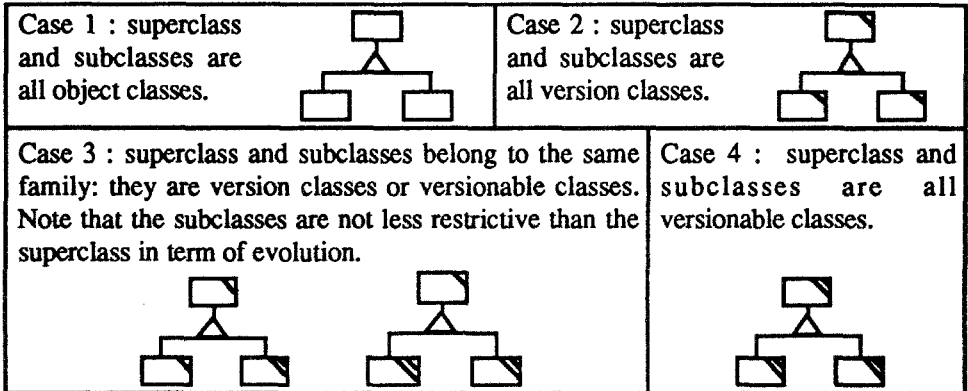 Case 1 : superclass
and subclasses are
all object classes.
Case 2 : superclass
and subclasses are
all version classes.
Case 3 : superclass and subclasses belong to the same
family: they are version classes or versionable classes.
Note that the subclasses are not less restrictive than the
superclass in term of evolution.
Case 4 : superclass and
subclasses are all
versionable classes.